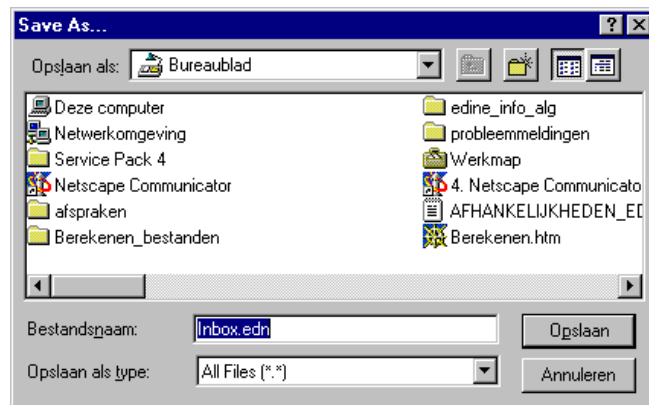 Save As...
Opslaan als: Bureaublad
Deze computer
Netwerkomgeving
Service Pack 4
Netscape Communicator
afspraken
Berekenen_bestanden
edine_info_alg
probleemmeldingen
Werkmap
4. Netscape Communicato
AFHANKELIJKHEDEN_ED
Berekenen.htm
Bestandsnaam: Inbox.edn
Opslaan
Opslaan als type: All Files (*.*)
Annuleren